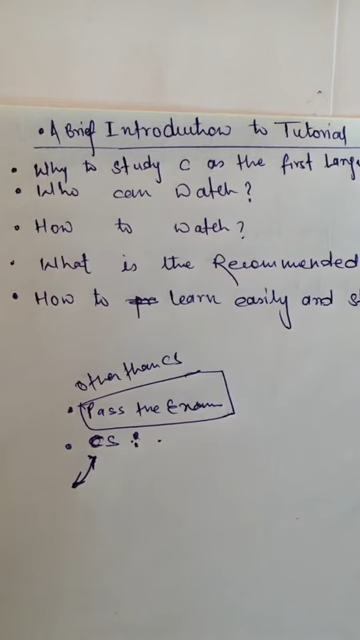 • A Brief Introduction to Tutorial
• Why to study C as the first Langu
• Who can Watch?
• How to watch?
• What is the Recommended
• How to learn easily and s
Other than CS
• Pass the Exam
• CS :.